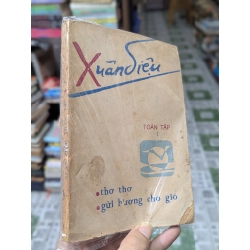 Xuân Diệu
TOÀN TẬP
I
• thơ thơ
• gửi hương cho gió